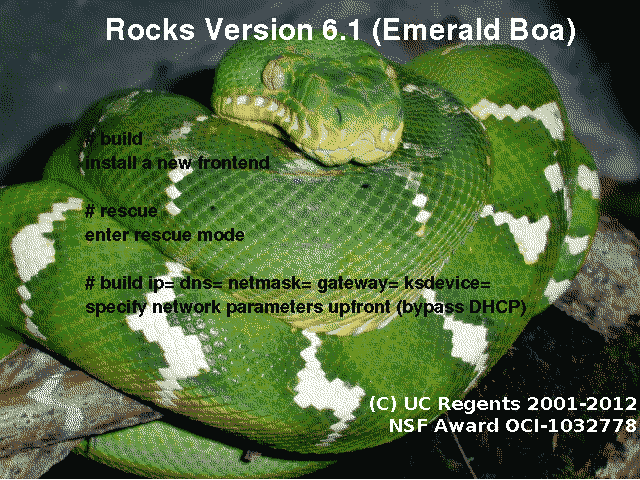 Rocks Version 6.1 (Emerald Boa)
# build
install a new frontend
# rescue
enter rescue mode
# build ip= dns= netmask= gateway= ksdevice=
specify network parameters upfront (bypass DHCP)
(C) UC Regents 2001-2012
NSF Award OCI-1032778